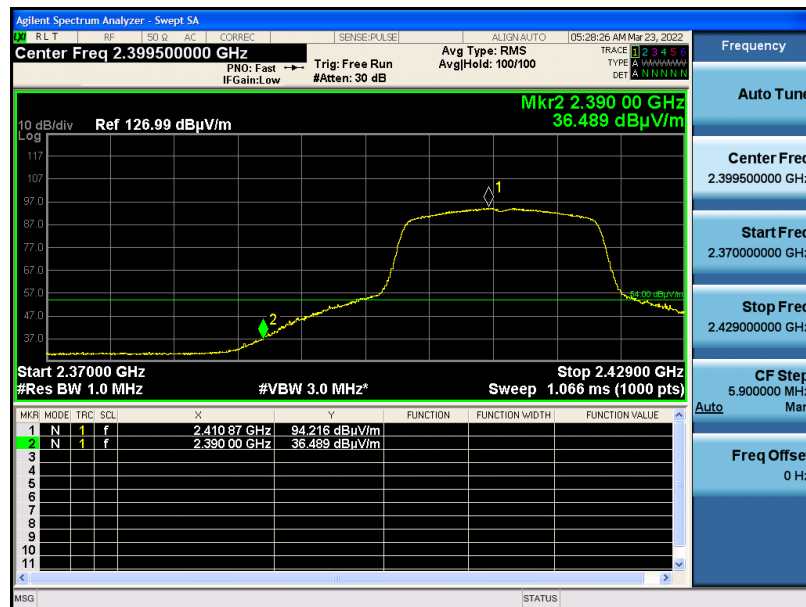 Agilent Spectrum Analyzer - Swept SA
LXI RLT RF 50 Ω AC CORREC SENSE:PULSE ALIGN AUTO 05:28:26 AM Mar 23, 2022
Center Freq 2.399500000 GHz
PNO: Fast
IFGain:Low
Trig: Free Run
#Atten: 30 dB
Avg Type: RMS
Avg|Hold: 100/100
TRACE 1 2 3 4 5 6
TYPE A WWWWW
DET A N N N N N
Mkr2 2.390 00 GHz
36.489 dBµV/m
10 dB/div Ref 126.99 dBµV/m
Log
117
107
97.0
87.0
77.0
67.0
57.0
47.0
37.0
1
2
54.00 dBµV/m
Start 2.37000 GHz Stop 2.42900 GHz
#Res BW 1.0 MHz #VBW 3.0 MHz* Sweep 1.066 ms (1000 pts)
MKR MODE TRC SCL X Y FUNCTION FUNCTION WIDTH FUNCTION VALUE
1 N 1 f 2.410 87 GHz 94.216 dBµV/m
2 N 1 f 2.390 00 GHz 36.489 dBµV/m
3
4
5
6
7
8
9
10
11
MSG STATUS
Frequency
Auto Tune
Center Freq
2.399500000 GHz
Start Freq
2.370000000 GHz
Stop Freq
2.429000000 GHz
CF Step
5.900000 MHz
Auto Man
Freq Offset
0 Hz